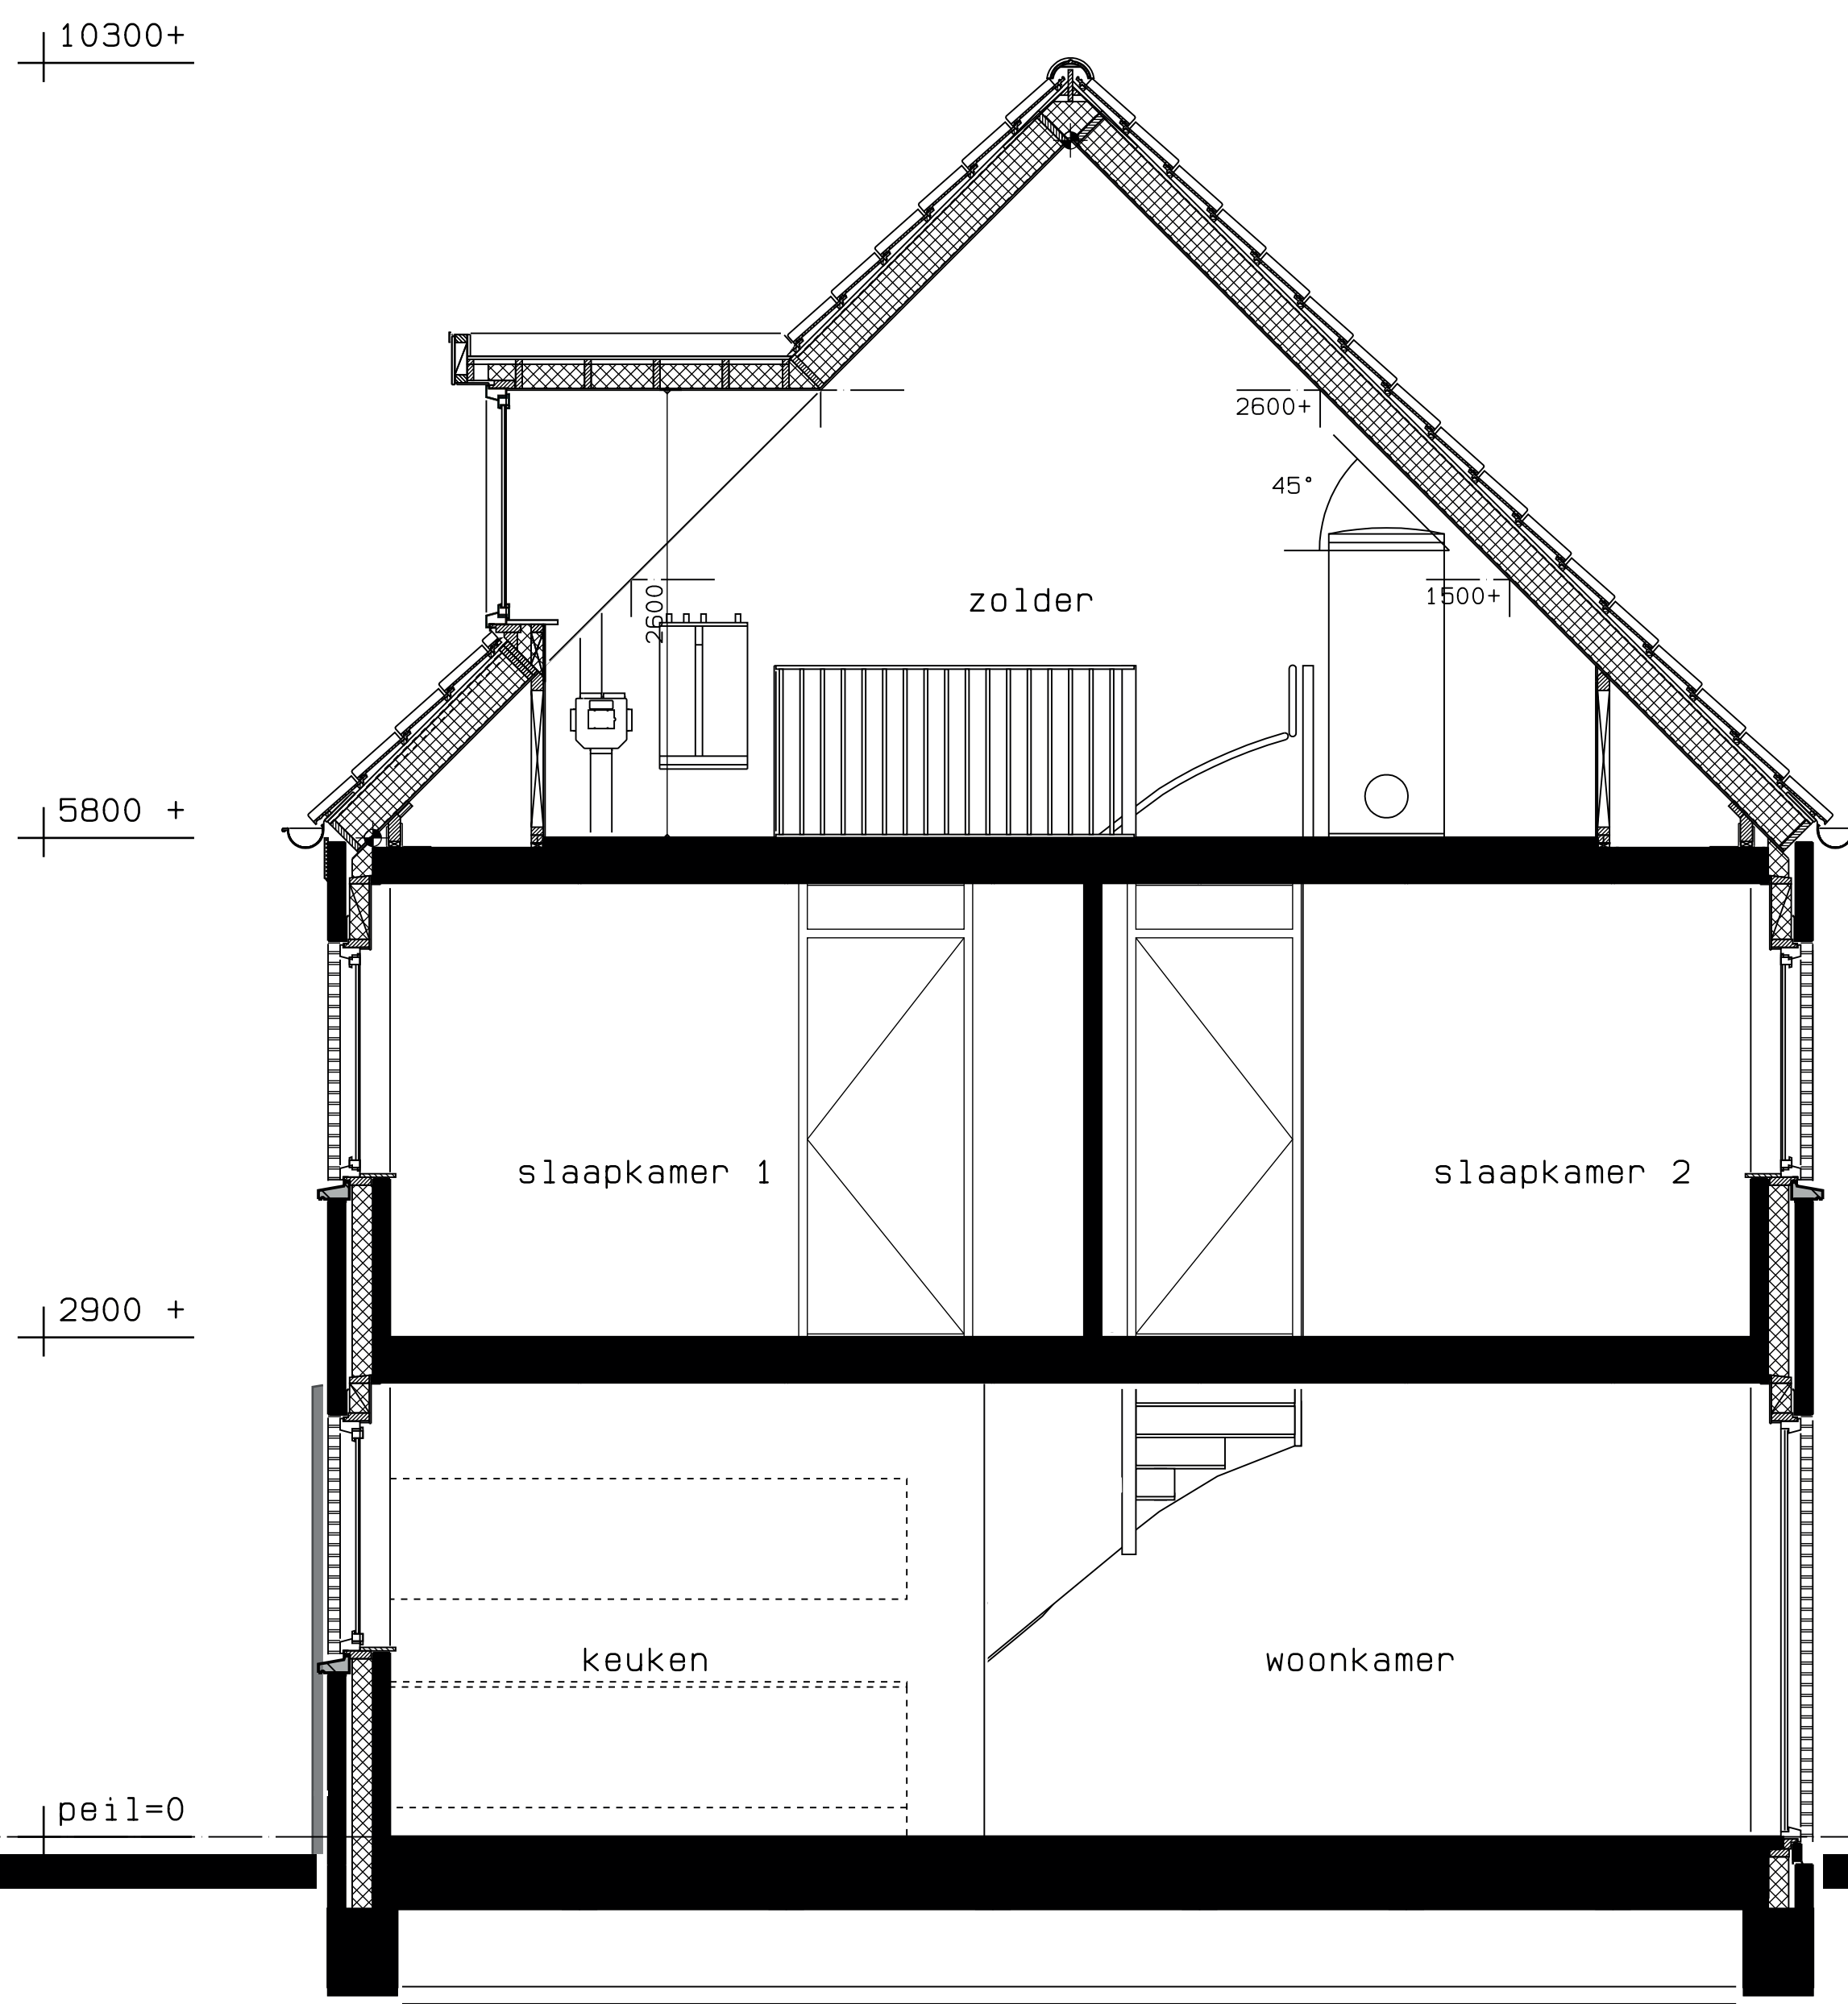 10300+
2600+
45°
zolder
1500+
2600
5800 +
slaapkamer 1
slaapkamer 2
2900 +
keuken
woonkamer
peil=0